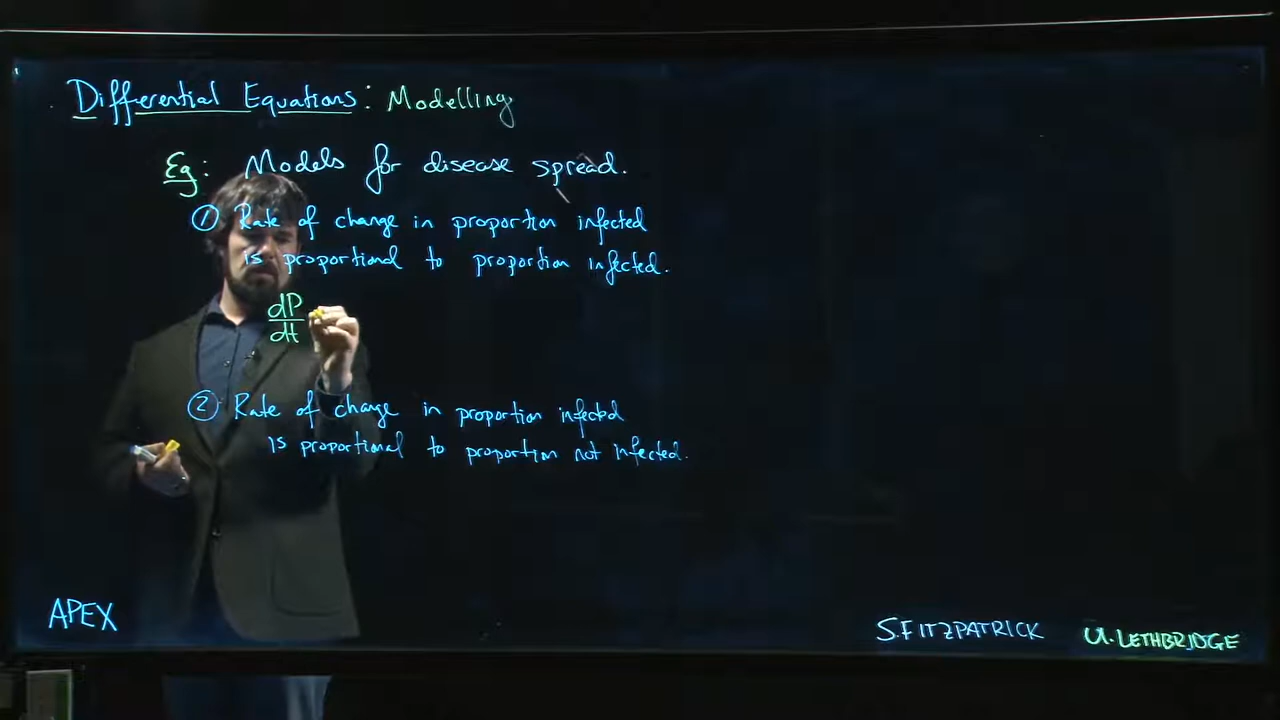 Differential Equations: Modelling
Eg: Models for disease spread.
① Rate of change in proportion infected
is proportional to proportion infected.
dP
dt
② Rate of change in proportion infected
is proportional to proportion not infected.
APEX
S.FITZPATRICK U.LETHBRIDGE